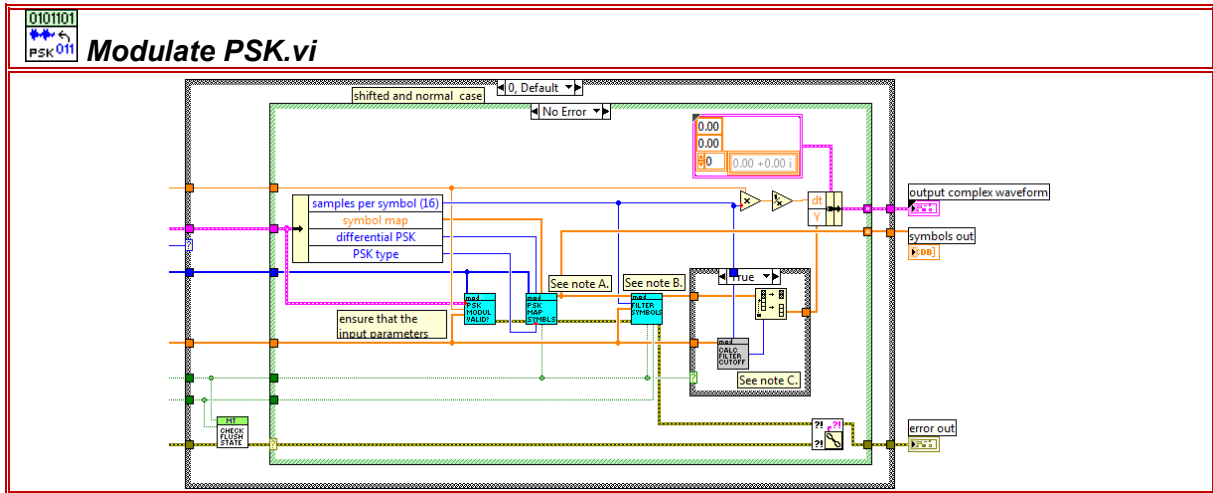 0101101
PSK 011
Modulate PSK.vi
0, Default
shifted and normal case
No Error
0.00
0.00
0
0.00 +0.00 i
samples per symbol (16)
symbol map
differential PSK
PSK type
x
1/x
dt
Y
output complex waveform
symbols out
[CDB]
See note A.
See note B.
True
mod
PSK
MODUL
VALID?
mod
PSK
MAP
SYMBLS
mod
FILTER
SYMBOLS
ensure that the
input parameters
mod
CALC
FILTER
CUTOFF
See note C.
MT
CHECK
FLUSH
STATE
?!
?!
?!
error out
?!